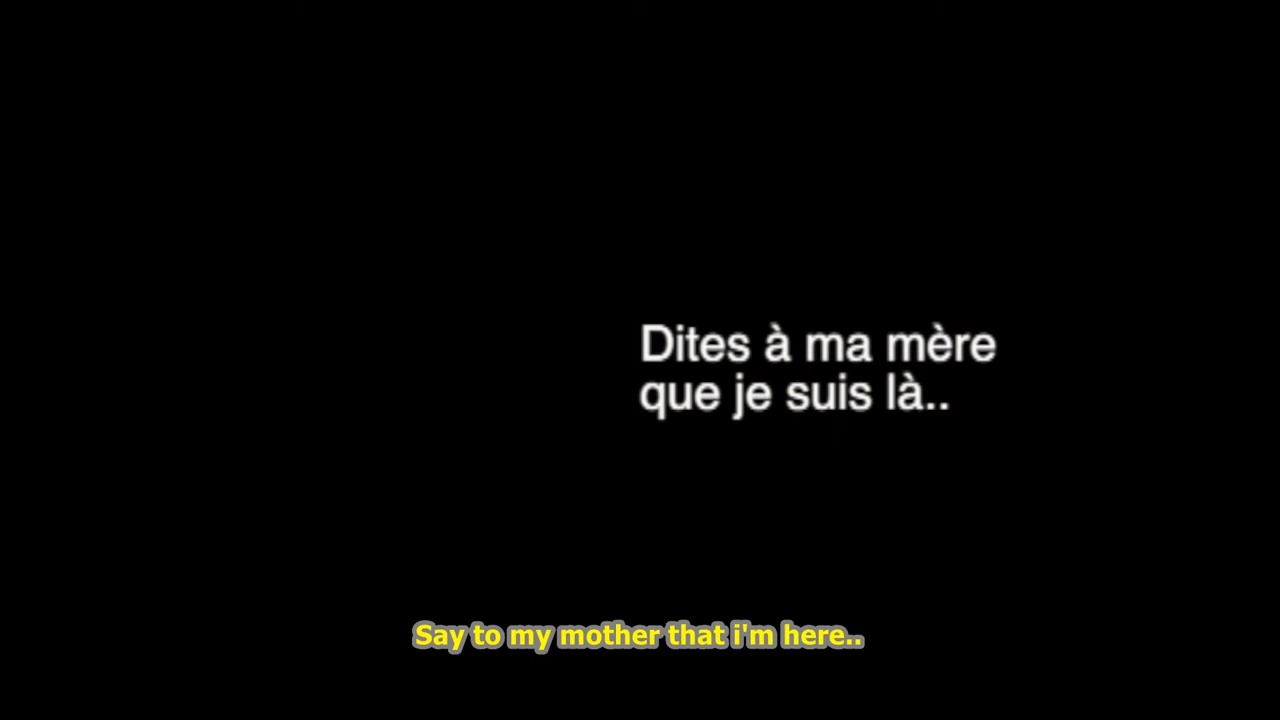 Dites à ma mère
que je suis là..
Say to my mother that i'm here..